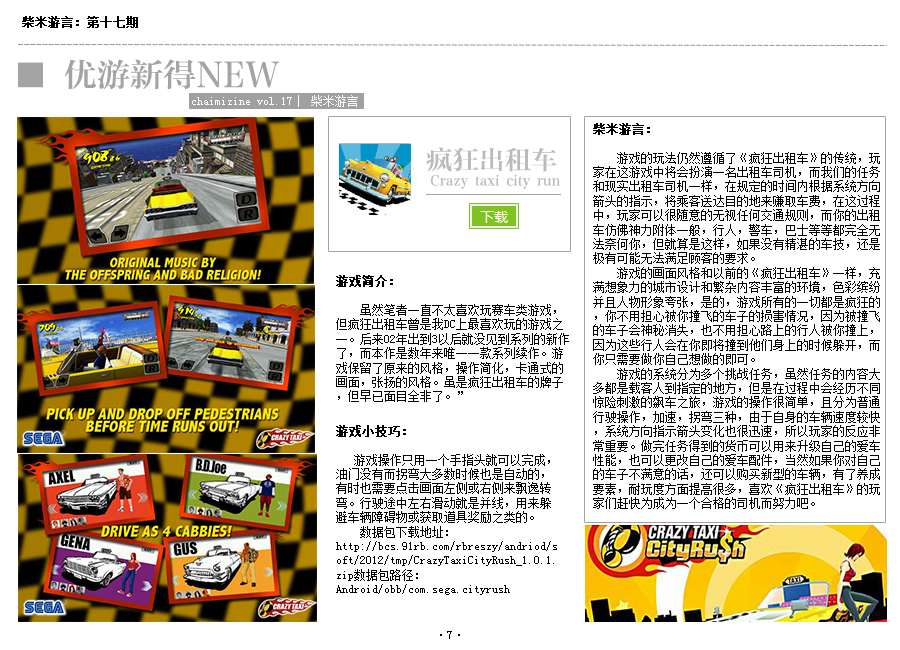 柴米游言：第十七期
优游新得NEW
chaimizine vol.17| 柴米游言
908
ORIGINAL MUSIC BY
THE OFFSPRING AND BAD RELIGION!
PICK UP AND DROP OFF PEDESTRIANS
BEFORE TIME RUNS OUT!
SEGA
CRAZY TAXI
AXEL
B.D.Joe
DRIVE AS 4 CABBIES!
GENA
GUS
SEGA
CRAZY TAXI
疯狂出租车
Crazy taxi city run
下载
游戏简介：
虽然笔者一直不太喜欢玩赛车类游戏，
但疯狂出租车曾是我DC上最喜欢玩的游戏之
一。后来02年出到3以后就没见到系列的新作
了，而本作是数年来唯一一款系列续作。游
戏保留了原来的风格，操作简化，卡通式的
画面，张扬的风格。虽是疯狂出租车的牌子
，但早已面目全非了。”
游戏小技巧：
游戏操作只用一个手指头就可以完成，
油门没有而拐弯大多数时候也是自动的，
有时也需要点击画面左侧或右侧来飘逸转
弯。行驶途中左右滑动就是并线，用来躲
避车辆障碍物或获取道具奖励之类的。
数据包下载地址：
http://bcs.91rb.com/rbreszy/andriod/s
oft/2012/tmp/CrazyTaxiCityRush_1.0.1.
zip数据包路径：
Android/obb/com.sega.cityrush
柴米游言：
游戏的玩法仍然遵循了《疯狂出租车》的传统，玩
家在这游戏中将会扮演一名出租车司机，而我们的任务
和现实出租车司机一样，在规定的时间内根据系统方向
箭头的指示，将乘客送达目的地来赚取车费，在这过程
中，玩家可以很随意的无视任何交通规则，而你的出租
车仿佛神力附体一般，行人，警车，巴士等等都完全无
法奈何你，但就算是这样，如果没有精湛的车技，还是
极有可能无法满足顾客的要求。
游戏的画面风格和以前的《疯狂出租车》一样，充
满想象力的城市设计和繁杂内容丰富的环境，色彩缤纷
并且人物形象夸张，是的，游戏所有的一切都是疯狂的
，你不用担心被你撞飞的车子的损害情况，因为被撞飞
的车子会神秘消失，也不用担心路上的行人被你撞上，
因为这些行人会在你即将撞到他们身上的时候躲开，而
你只需要做你自己想做的即可。
游戏的系统分为多个挑战任务，虽然任务的内容大
多都是载客人到指定的地方，但是在过程中会经历不同
惊险刺激的飙车之旅，游戏的操作很简单，且分为普通
行驶操作，加速，拐弯三种，由于自身的车辆速度较快
，系统方向指示箭头变化也很迅速，所以玩家的反应非
常重要。做完任务得到的货币可以用来升级自己的爱车
性能，也可以更改自己的爱车配件，当然如果你对自己
的车子不满意的话，还可以购买新型的车辆，有了养成
要素，耐玩度方面提高很多，喜欢《疯狂出租车》的玩
家们赶快为成为一个合格的司机而努力吧。
CRAZY TAXI
CityRu$h
TAXI
·7·